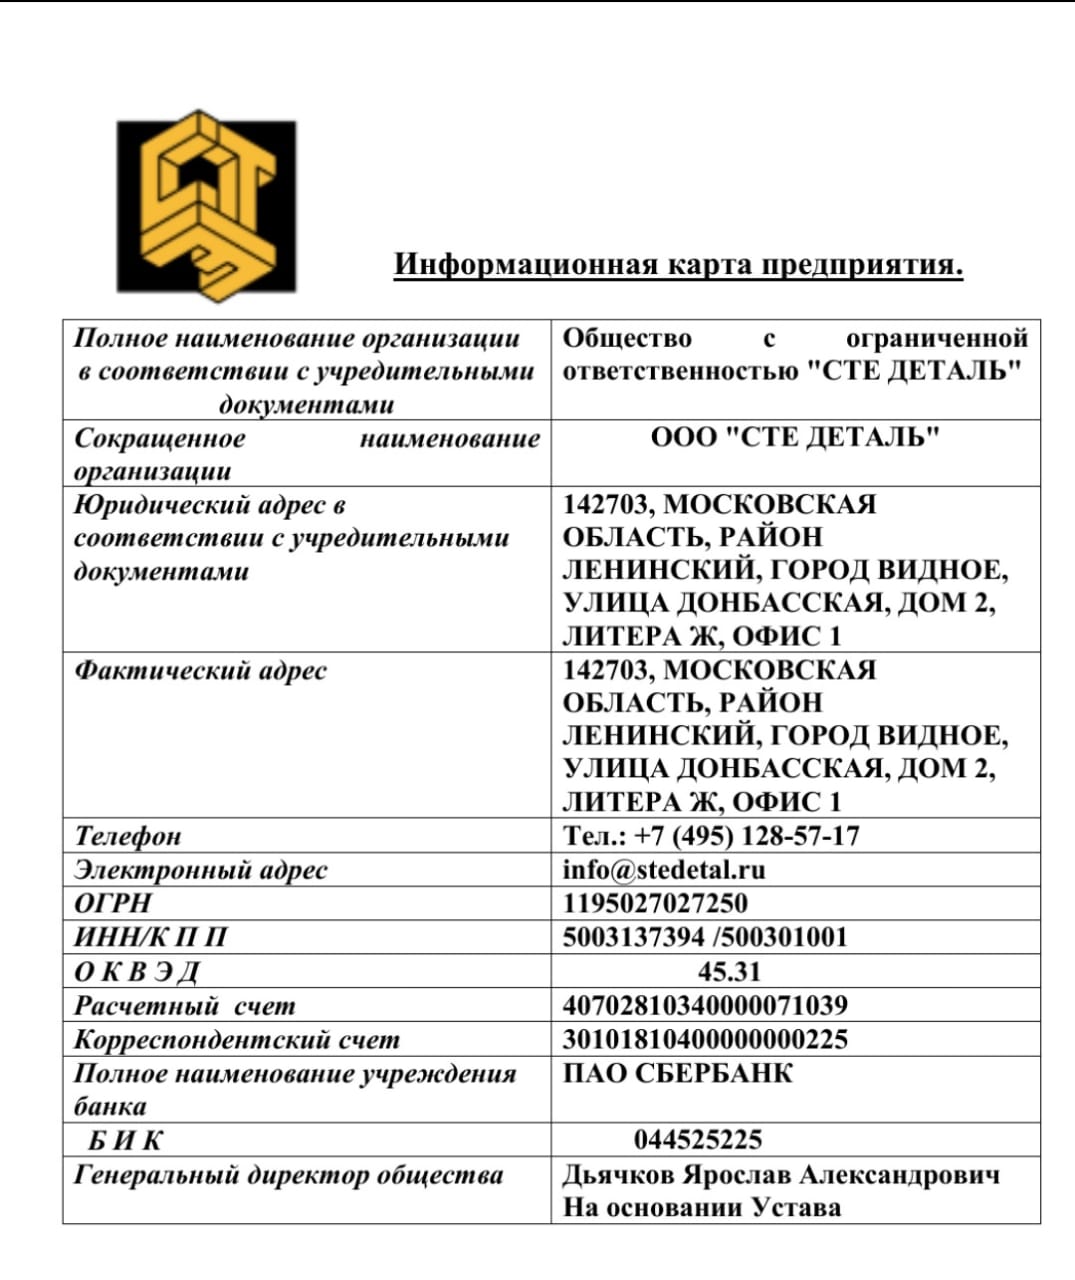 СТЕ
Информационная карта предприятия.
Полное наименование организации
в соответствии с учредительными
документами
Общество с ограниченной
ответственностью "СТЕ ДЕТАЛЬ"
Сокращенное наименование
организации
ООО "СТЕ ДЕТАЛЬ"
Юридический адрес в
соответствии с учредительными
документами
142703, МОСКОВСКАЯ
ОБЛАСТЬ, РАЙОН
ЛЕНИНСКИЙ, ГОРОД ВИДНОЕ,
УЛИЦА ДОНБАССКАЯ, ДОМ 2,
ЛИТЕРА Ж, ОФИС 1
Фактический адрес
142703, МОСКОВСКАЯ
ОБЛАСТЬ, РАЙОН
ЛЕНИНСКИЙ, ГОРОД ВИДНОЕ,
УЛИЦА ДОНБАССКАЯ, ДОМ 2,
ЛИТЕРА Ж, ОФИС 1
Телефон
Тел.: +7 (495) 128-57-17
Электронный адрес
info@stedetal.ru
ОГРН
1195027027250
ИНН/К П П
5003137394 /500301001
О К В Э Д
45.31
Расчетный счет
40702810340000071039
Корреспондентский счет
30101810400000000225
Полное наименование учреждения
банка
ПАО СБЕРБАНК
Б И К
044525225
Генеральный директор общества
Дьячков Ярослав Александрович
На основании Устава